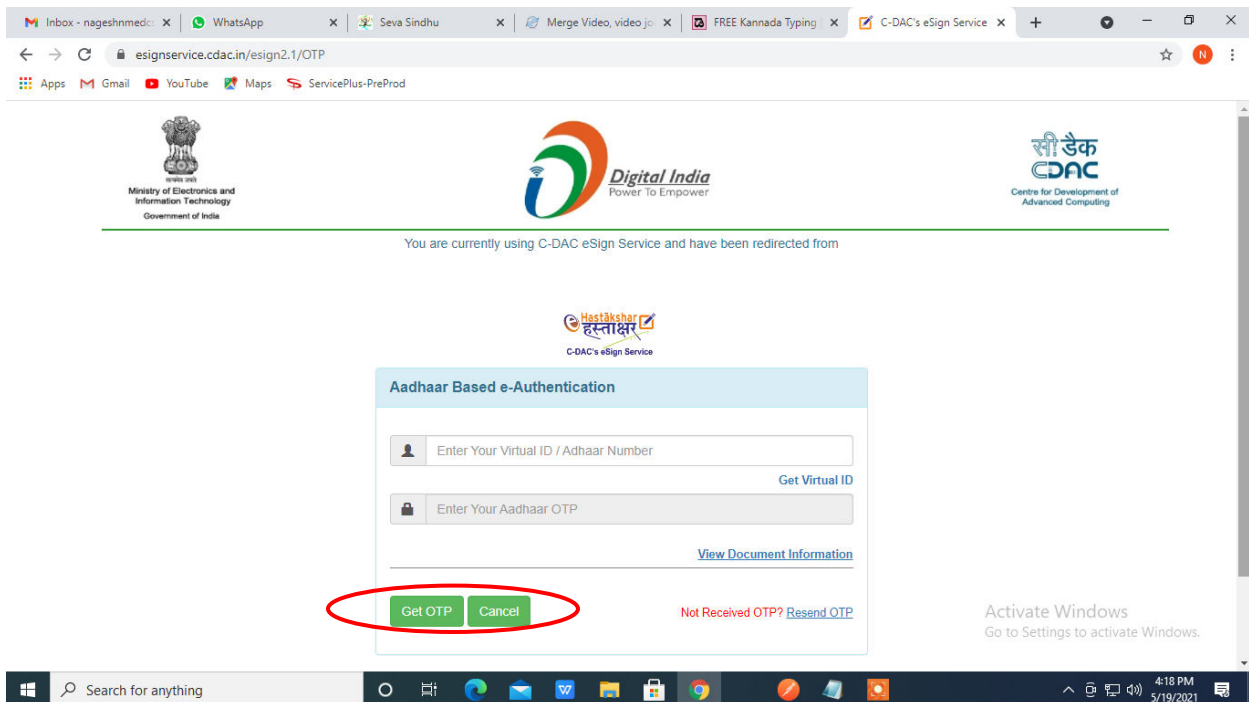 Inbox - nageshnmedc
WhatsApp
Seva Sindhu
Merge Video, video jo
FREE Kannada Typing
C-DAC's eSign Service
esignservice.cdac.in/esign2.1/OTP
N
Apps
Gmail
YouTube
Maps
ServicePlus-PreProd
सत्यमेव जयते
Ministry of Electronics and
Information Technology
Government of India
Digital India
Power To Empower
सी डैक
CDAC
Centre for Development of
Advanced Computing
You are currently using C-DAC eSign Service and have been redirected from
e Hastākshar
हस्ताक्षर
C-DAC's eSign Service
Aadhaar Based e-Authentication
Enter Your Virtual ID / Adhaar Number
Get Virtual ID
Enter Your Aadhaar OTP
View Document Information
Get OTP
Cancel
Not Received OTP? Resend OTP
Activate Windows
Go to Settings to activate Windows.
Search for anything
4:18 PM
5/19/2021